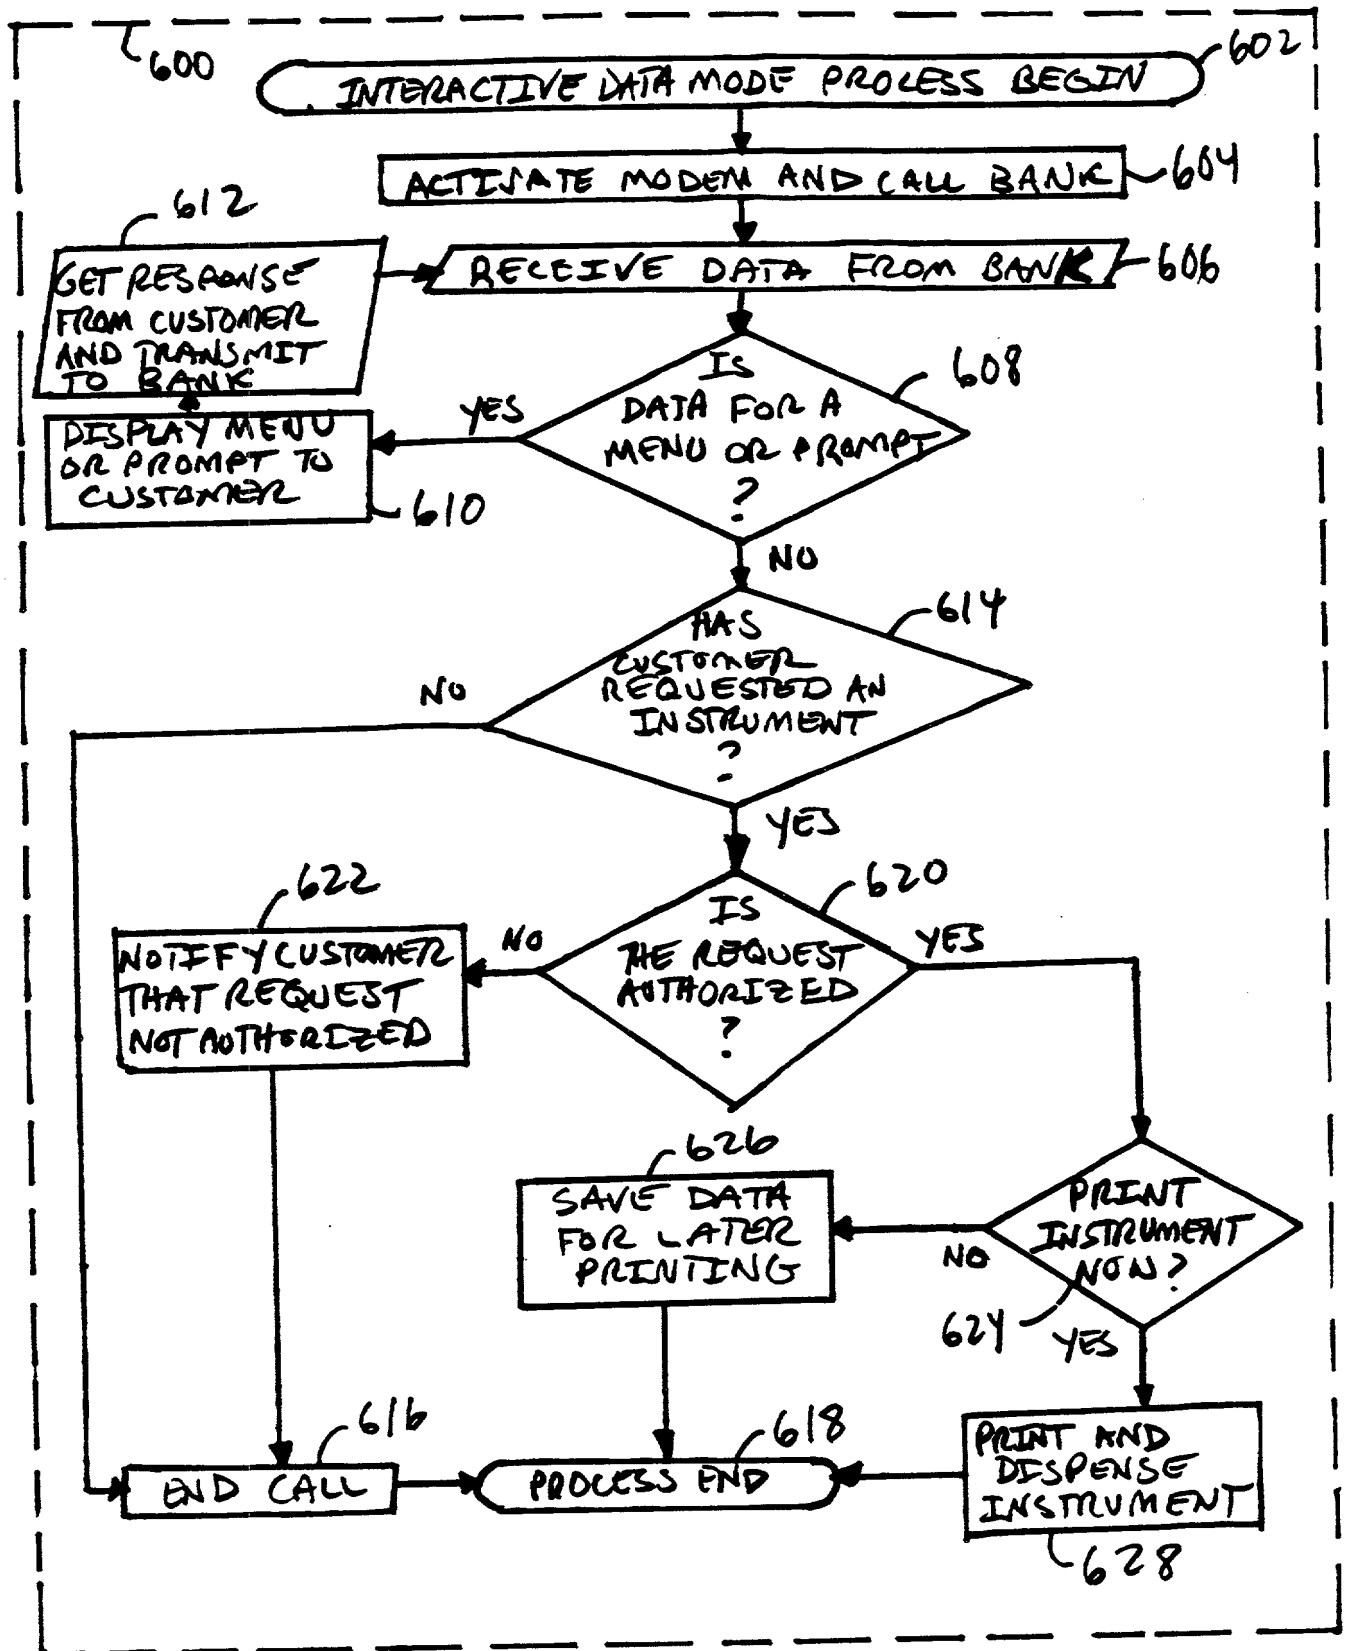 600
602
INTERACTIVE DATA MODE PROCESS BEGIN
ACTIVATE MODEM AND CALL BANK
604
612
GET RESPONSE
FROM CUSTOMER
AND TRANSMIT
TO BANK
RECEIVE DATA FROM BANK
606
IS
DATA FOR A
MENU OR PROMPT
?
608
YES
DISPLAY MENU
OR PROMPT TO
CUSTOMER
610
NO
HAS
CUSTOMER
REQUESTED AN
INSTRUMENT
?
614
NO
YES
622
NOTIFY CUSTOMER
THAT REQUEST
NOT AUTHORIZED
NO
IS
THE REQUEST
AUTHORIZED
?
620
YES
626
SAVE DATA
FOR LATER
PRINTING
NO
PRINT
INSTRUMENT
NOW?
624
YES
616
END CALL
618
PROCESS END
PRINT AND
DISPENSE
INSTRUMENT
628